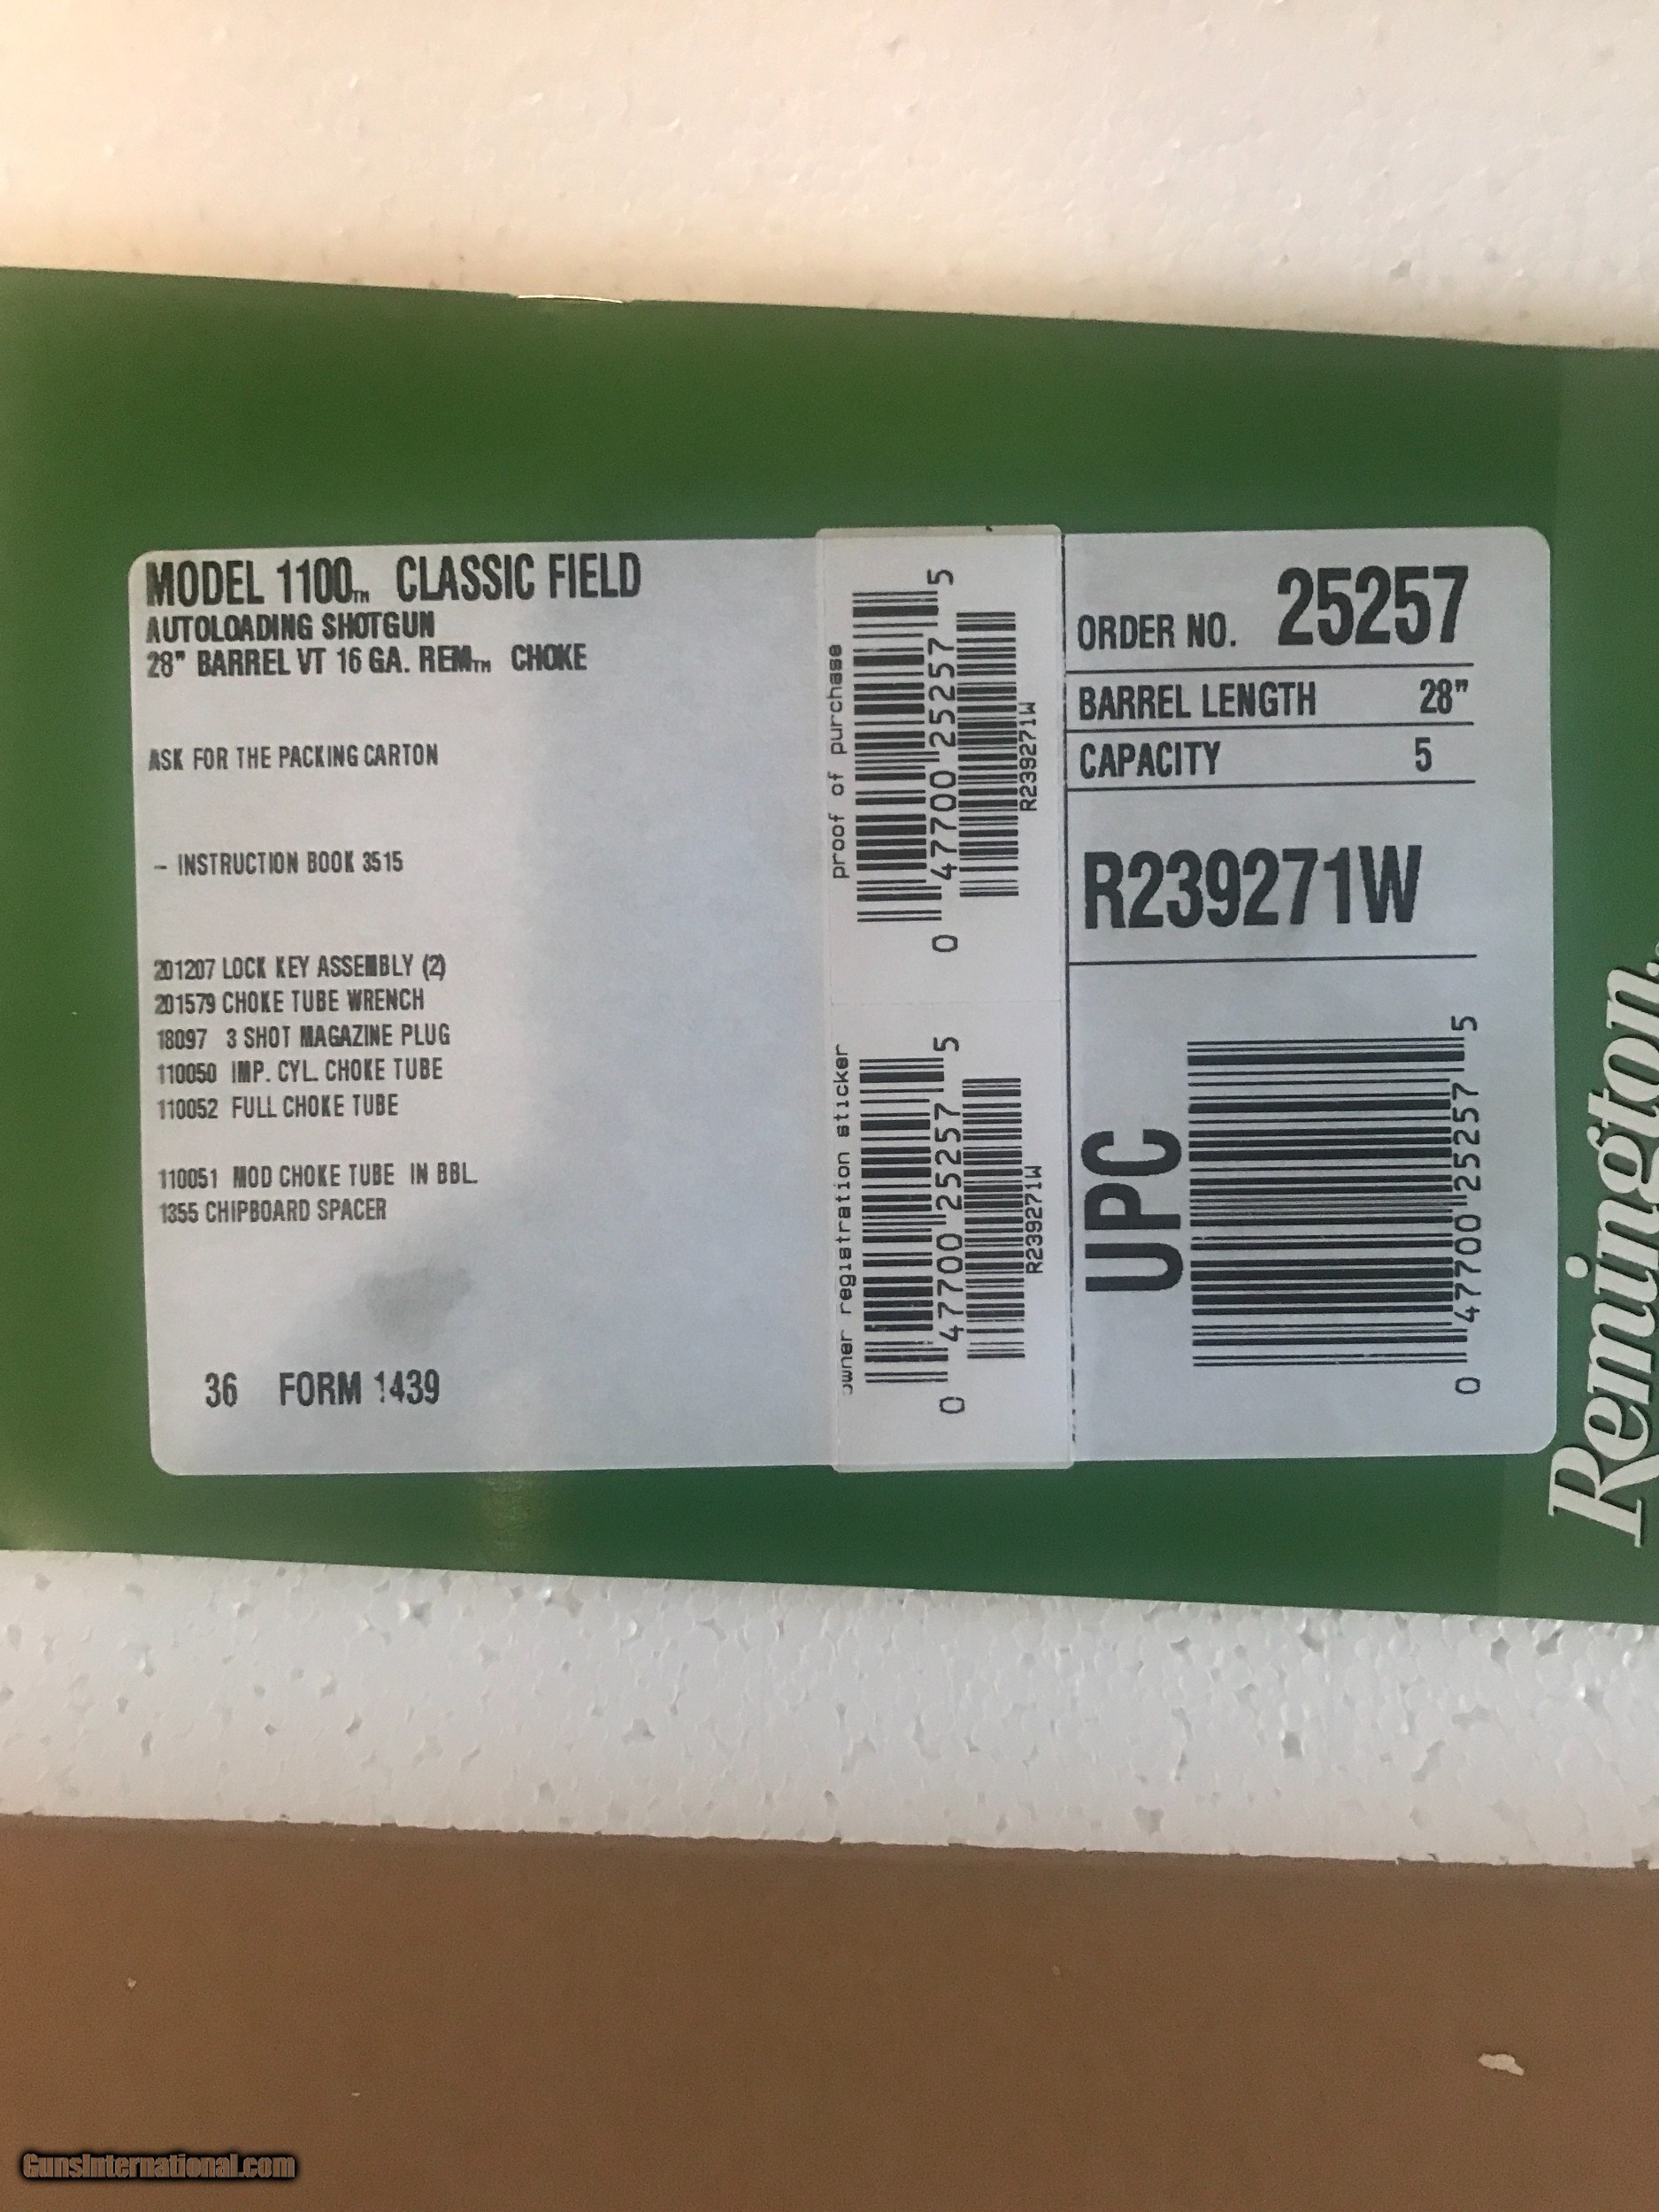 MODEL 1100™ CLASSIC FIELD
AUTOLOADING SHOTGUN
28" BARREL VT 16 GA. REM™ CHOKE
ASK FOR THE PACKING CARTON
- INSTRUCTION BOOK 3515
201207 LOCK KEY ASSEMBLY (2)
201579 CHOKE TUBE WRENCH
18097 3 SHOT MAGAZINE PLUG
110050 IMP. CYL. CHOKE TUBE
110052 FULL CHOKE TUBE
110051 MOD CHOKE TUBE IN BBL.
1355 CHIPBOARD SPACER
36 FORM 1439
proof of purchase
0 47700 25257 5
R239271W
owner registration sticker
0 47700 25257 5
R239271W
ORDER NO. 25257
BARREL LENGTH 28"
CAPACITY 5
R239271W
UPC
0 47700 25257 5
Remington
GunsInternational.com